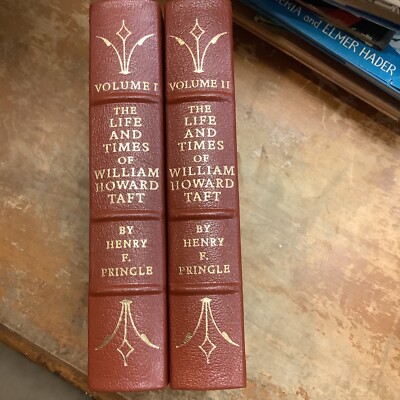 VOLUME I
THE
LIFE
AND
TIMES
OF
WILLIAM
HOWARD
TAFT
BY
HENRY
F.
PRINGLE
VOLUME II
THE
LIFE
AND
TIMES
OF
WILLIAM
HOWARD
TAFT
BY
HENRY
F.
PRINGLE
and ELMER HADER